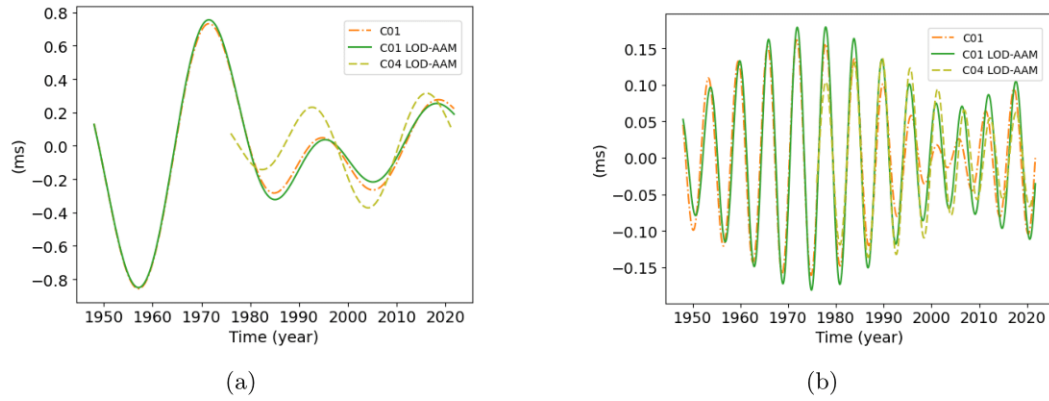 0.8
0.6
0.4
0.2
0.0
−0.2
−0.4
−0.6
−0.8
(ms)
1950 1960 1970 1980 1990 2000 2010 2020
Time (year)
C01
C01 LOD-AAM
C04 LOD-AAM
(a)
0.15
0.10
0.05
0.00
−0.05
−0.10
−0.15
(ms)
1950 1960 1970 1980 1990 2000 2010 2020
Time (year)
C01
C01 LOD-AAM
C04 LOD-AAM
(b)